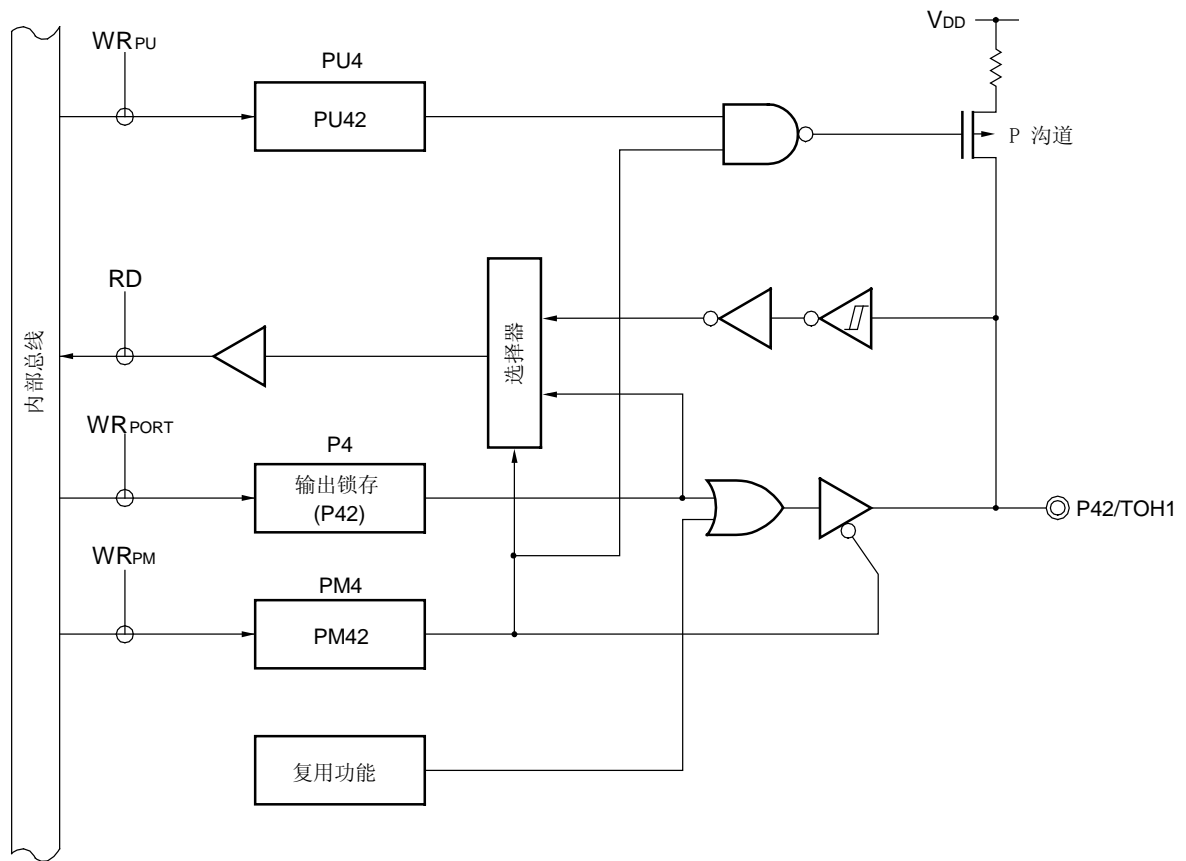 VDD
WRPU
PU4
PU42
P 沟道
RD
选择器
内部总线
WRPORT
P4
输出锁存
(P42)
P42/TOH1
WRPM
PM4
PM42
复用功能